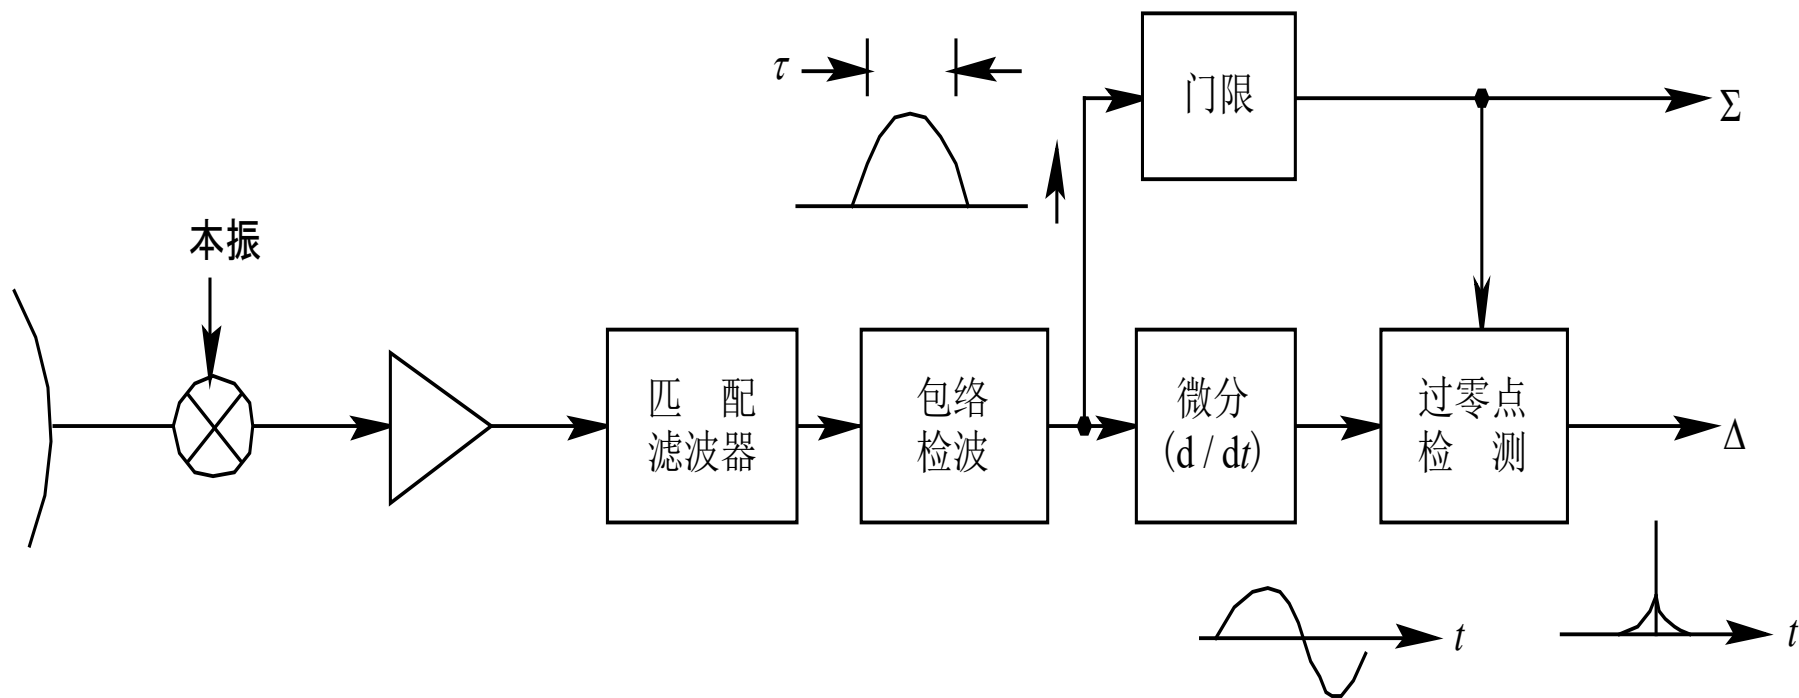 τ
门限
Σ
本振
匹 配
滤波器
包络
检波
微分
(d / dt)
过零点
检 测
Δ
t
t